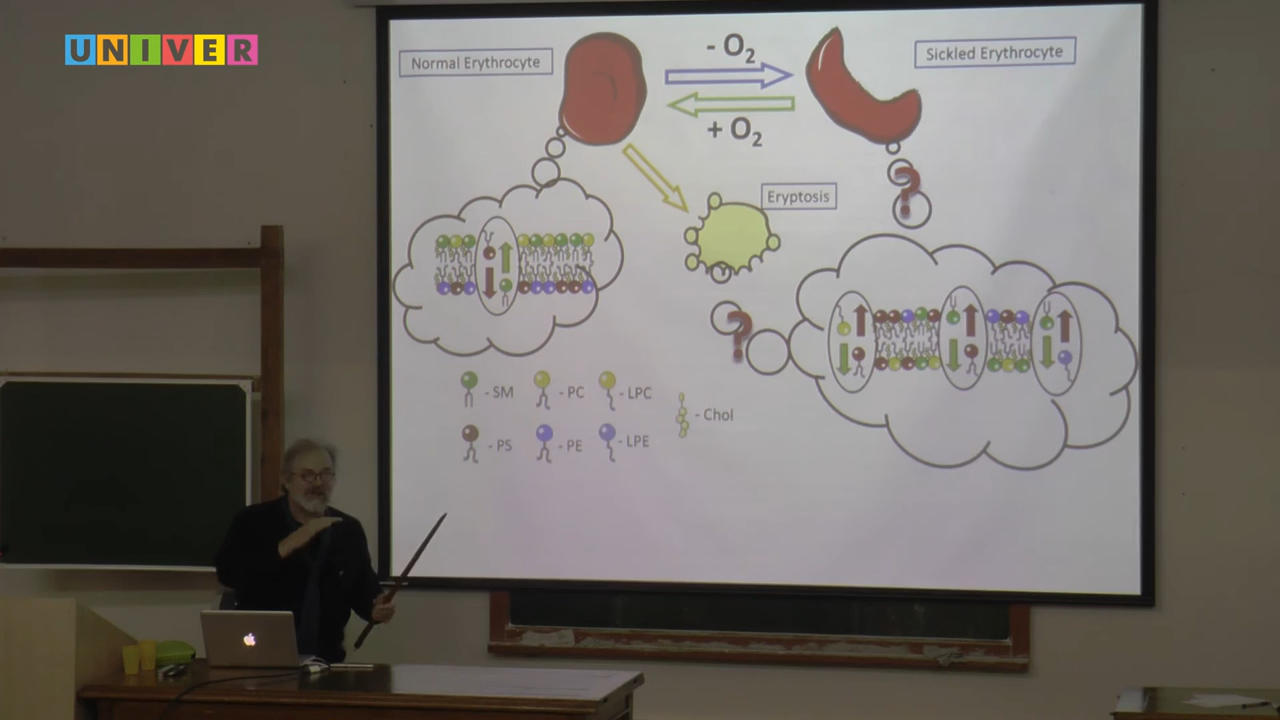 UNIVER
Normal Erythrocyte
- O2
+ O2
Sickled Erythrocyte
?
Eryptosis
?
- SM
- PC
- LPC
- Chol
- PS
- PE
- LPE